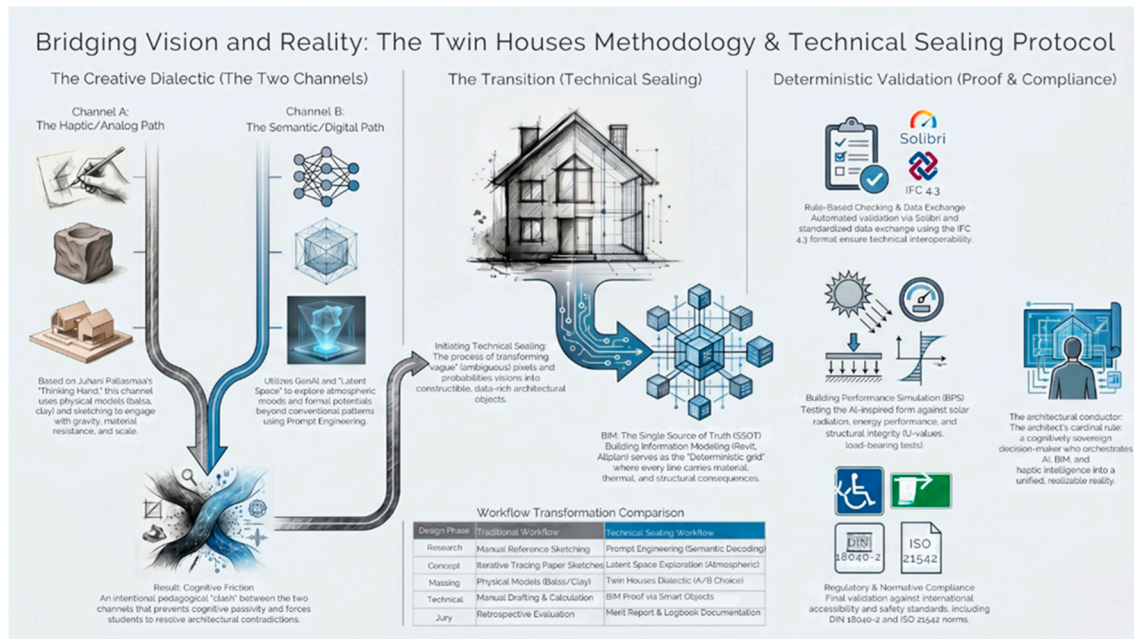 Bridging Vision and Reality: The Twin Houses Methodology & Technical Sealing Protocol
The Creative Dialectic (The Two Channels)
Channel A:
The Haptic/Analog Path
Channel B:
The Semantic/Digital Path
Based on Juhani Pallasmaa's
"Thinking Hand," this channel
uses physical models (balsa,
clay) and sketching to engage
with gravity, material
resistance, and scale.
Utilizes GenAI and "Latent
Space" to explore atmospheric
moods and formal potentials
beyond conventional patterns
using Prompt Engineering.
Result: Cognitive Friction
An intentional pedagogical "clash" between the two
channels that prevents cognitive passivity and forces
students to resolve architectural contradictions.
The Transition (Technical Sealing)
Initiating Technical Sealing:
The process of transforming
vague" (ambiguous) pixels and
probabilities visions into
constructible, data-rich architectural
objects.
BIM: The Single Source of Truth (SSOT)
Building Information Modeling (Revit,
Allplan) serves as the "Deterministic grid"
where every line carries material,
thermal, and structural consequences.
Workflow Transformation Comparison
Design Phase Traditional Workflow Technical Sealing Workflow
Research Manual Reference Sketching Prompt Engineering (Semantic Decoding)
Concept Iterative Tracing Paper Sketches Latent Space Exploration (Atmospheric)
Massing Physical Models (Balss/Clay) Twin Houses Dialectic (A/B Choice)
Technical Manual Drafting & Calculation BIM Proof via Smart Objects
Jury Retrospective Evaluation Merit Report & Logbook Documentation
Deterministic Validation (Proof & Compliance)
Solibri
IFC 4.3
Rule-Based Checking & Data Exchange
Automated validation via Solibri and
standardized data exchange using the IFC
4.3 format ensure technical interoperability.
Building Performance Simulation (BPS)
Testing the AI-inspired form against solar
radiation, energy performance, and
structural integrity (U-values,
load-bearing tests)
DIN
18040-2
ISO
21542
Regulatory & Normative Compliance
Final validation against international
accessibility and safety standards, including
DIN 18040-2 and ISO 21542 norms.
The architectural conductor:
The architect's cardinal rule:
a cognitively sovereign
decision-maker who orchestrates
AI, BIM, and
haptic intelligence into a
unified, realizable reality.